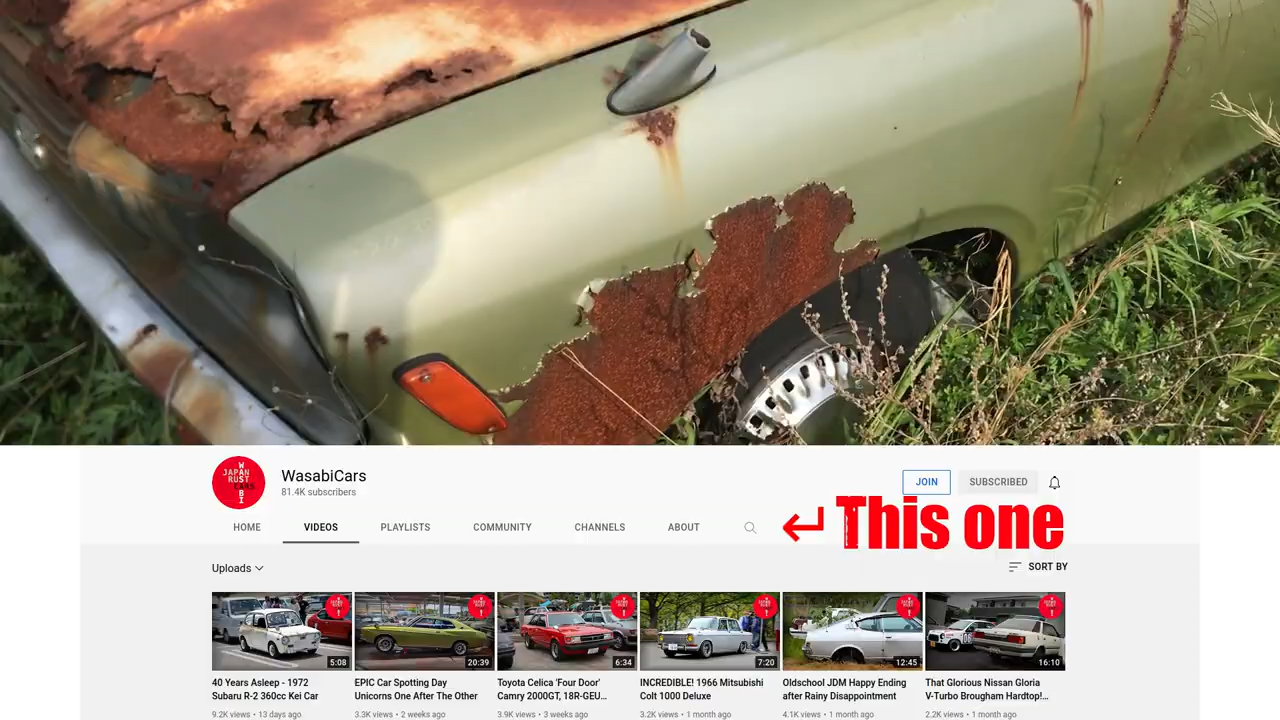 WasabiCars
81.4K subscribers
JOIN
SUBSCRIBED
HOME
VIDEOS
PLAYLISTS
COMMUNITY
CHANNELS
ABOUT
This one
Uploads
SORT BY
5:08
20:39
6:34
7:20
12:45
16:10
40 Years Asleep - 1972
Subaru R-2 360cc Kei Car
9.2K views • 13 days ago
EPIC Car Spotting Day
Unicorns One After The Other
3.3K views • 2 weeks ago
Toyota Celica 'Four Door'
Camry 2000GT, 18R-GEU...
3.9K views • 3 weeks ago
INCREDIBLE! 1966 Mitsubishi
Colt 1000 Deluxe
3.2K views • 1 month ago
Oldschool JDM Happy Ending
after Rainy Disappointment
4.1K views • 1 month ago
That Glorious Nissan Gloria
V-Turbo Brougham Hardtop!...
2.2K views • 1 month ago